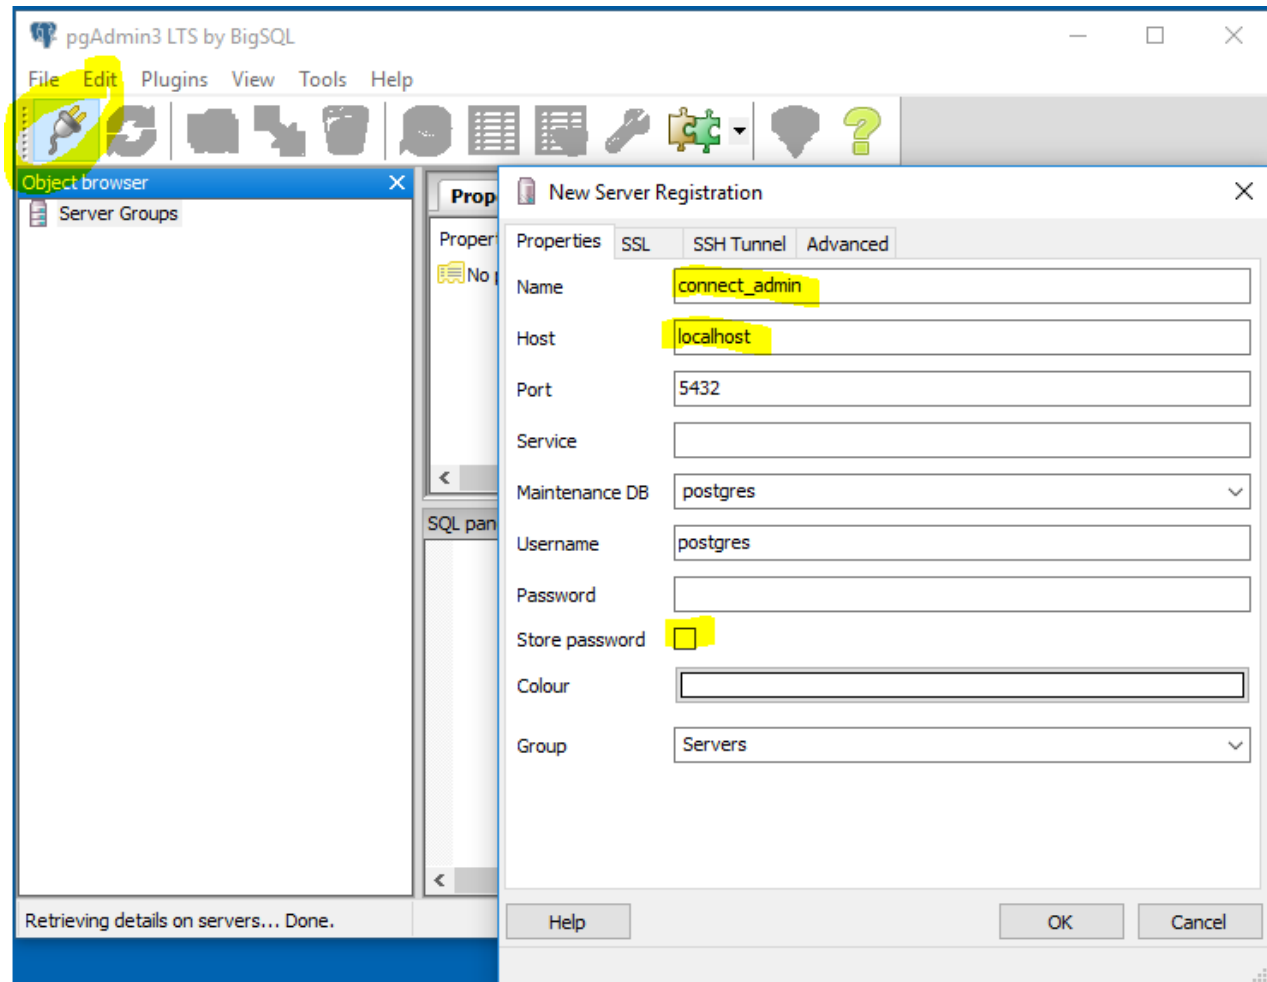 pgAdmin3 LTS by BigSQL
File Edit Plugins View Tools Help
Object browser
Server Groups
Prop
Proper
No p
SQL pan
Retrieving details on servers... Done.
New Server Registration
Properties SSL SSH Tunnel Advanced
Name connect_admin
Host localhost
Port 5432
Service
Maintenance DB postgres
Username postgres
Password
Store password
Colour
Group Servers
Help OK Cancel